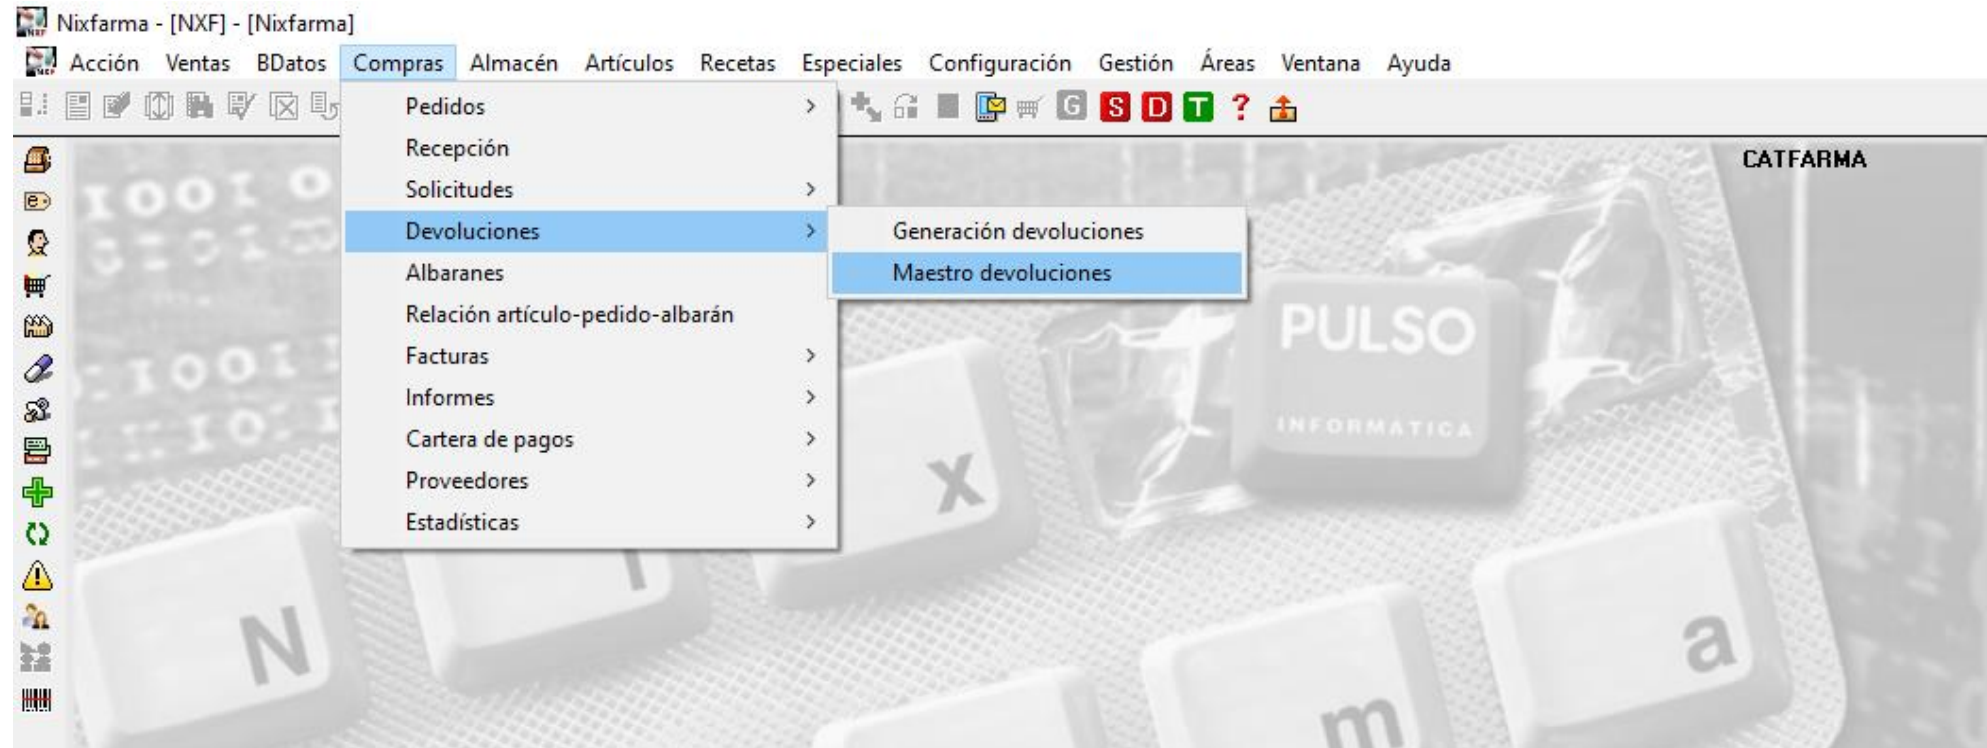 Nixfarma - [NXF] - [Nixfarma]
Acción Ventas BDatos Compras Almacén Artículos Recetas Especiales Configuración Gestión Áreas Ventana Ayuda
G S D T ?
Pedidos >
Recepción
Solicitudes >
Devoluciones >
Generación devoluciones
Maestro devoluciones
Albaranes
Relación artículo-pedido-albarán
Facturas >
Informes >
Cartera de pagos >
Proveedores >
Estadísticas >
CATFARMA
PULSO
INFORMATICA
N i x
m a